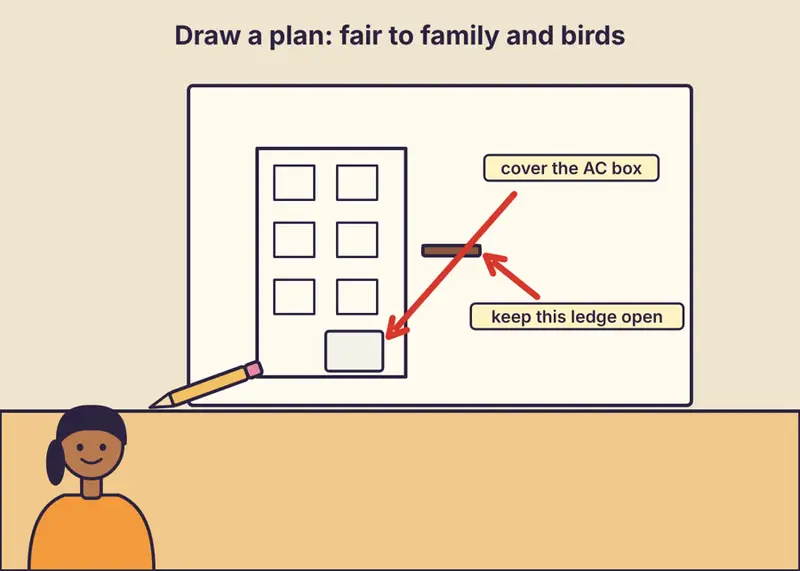 Draw a plan: fair to family and birds
cover the AC box
keep this ledge open